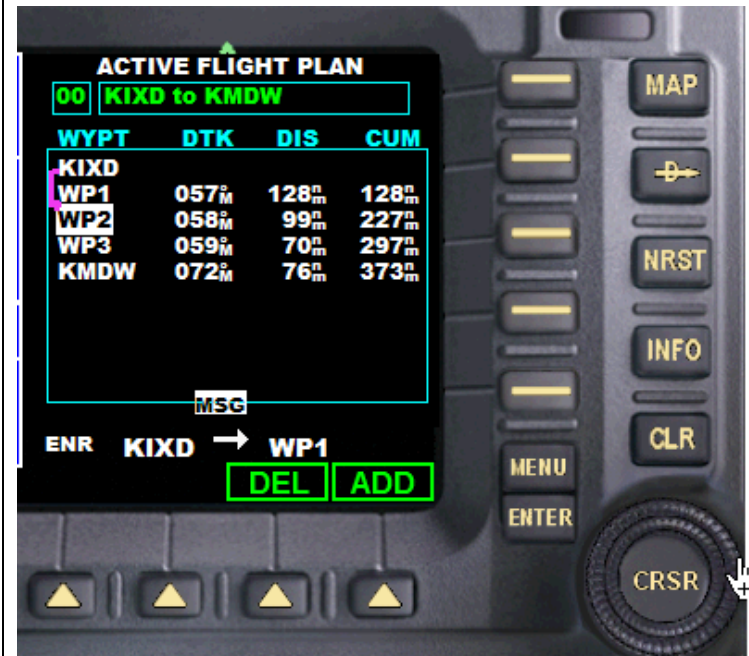 ACTIVE FLIGHT PLAN
00 KIXD to KMDW
WYPT DTK DIS CUM
KIXD
WP1 057°M 128nm 128nm
WP2 058°M 99nm 227nm
WP3 059°M 70nm 297nm
KMDW 072°M 76nm 373nm
MSG
ENR KIXD → WP1
DEL ADD
MAP
D
NRST
INFO
CLR
MENU
ENTER
CRSR